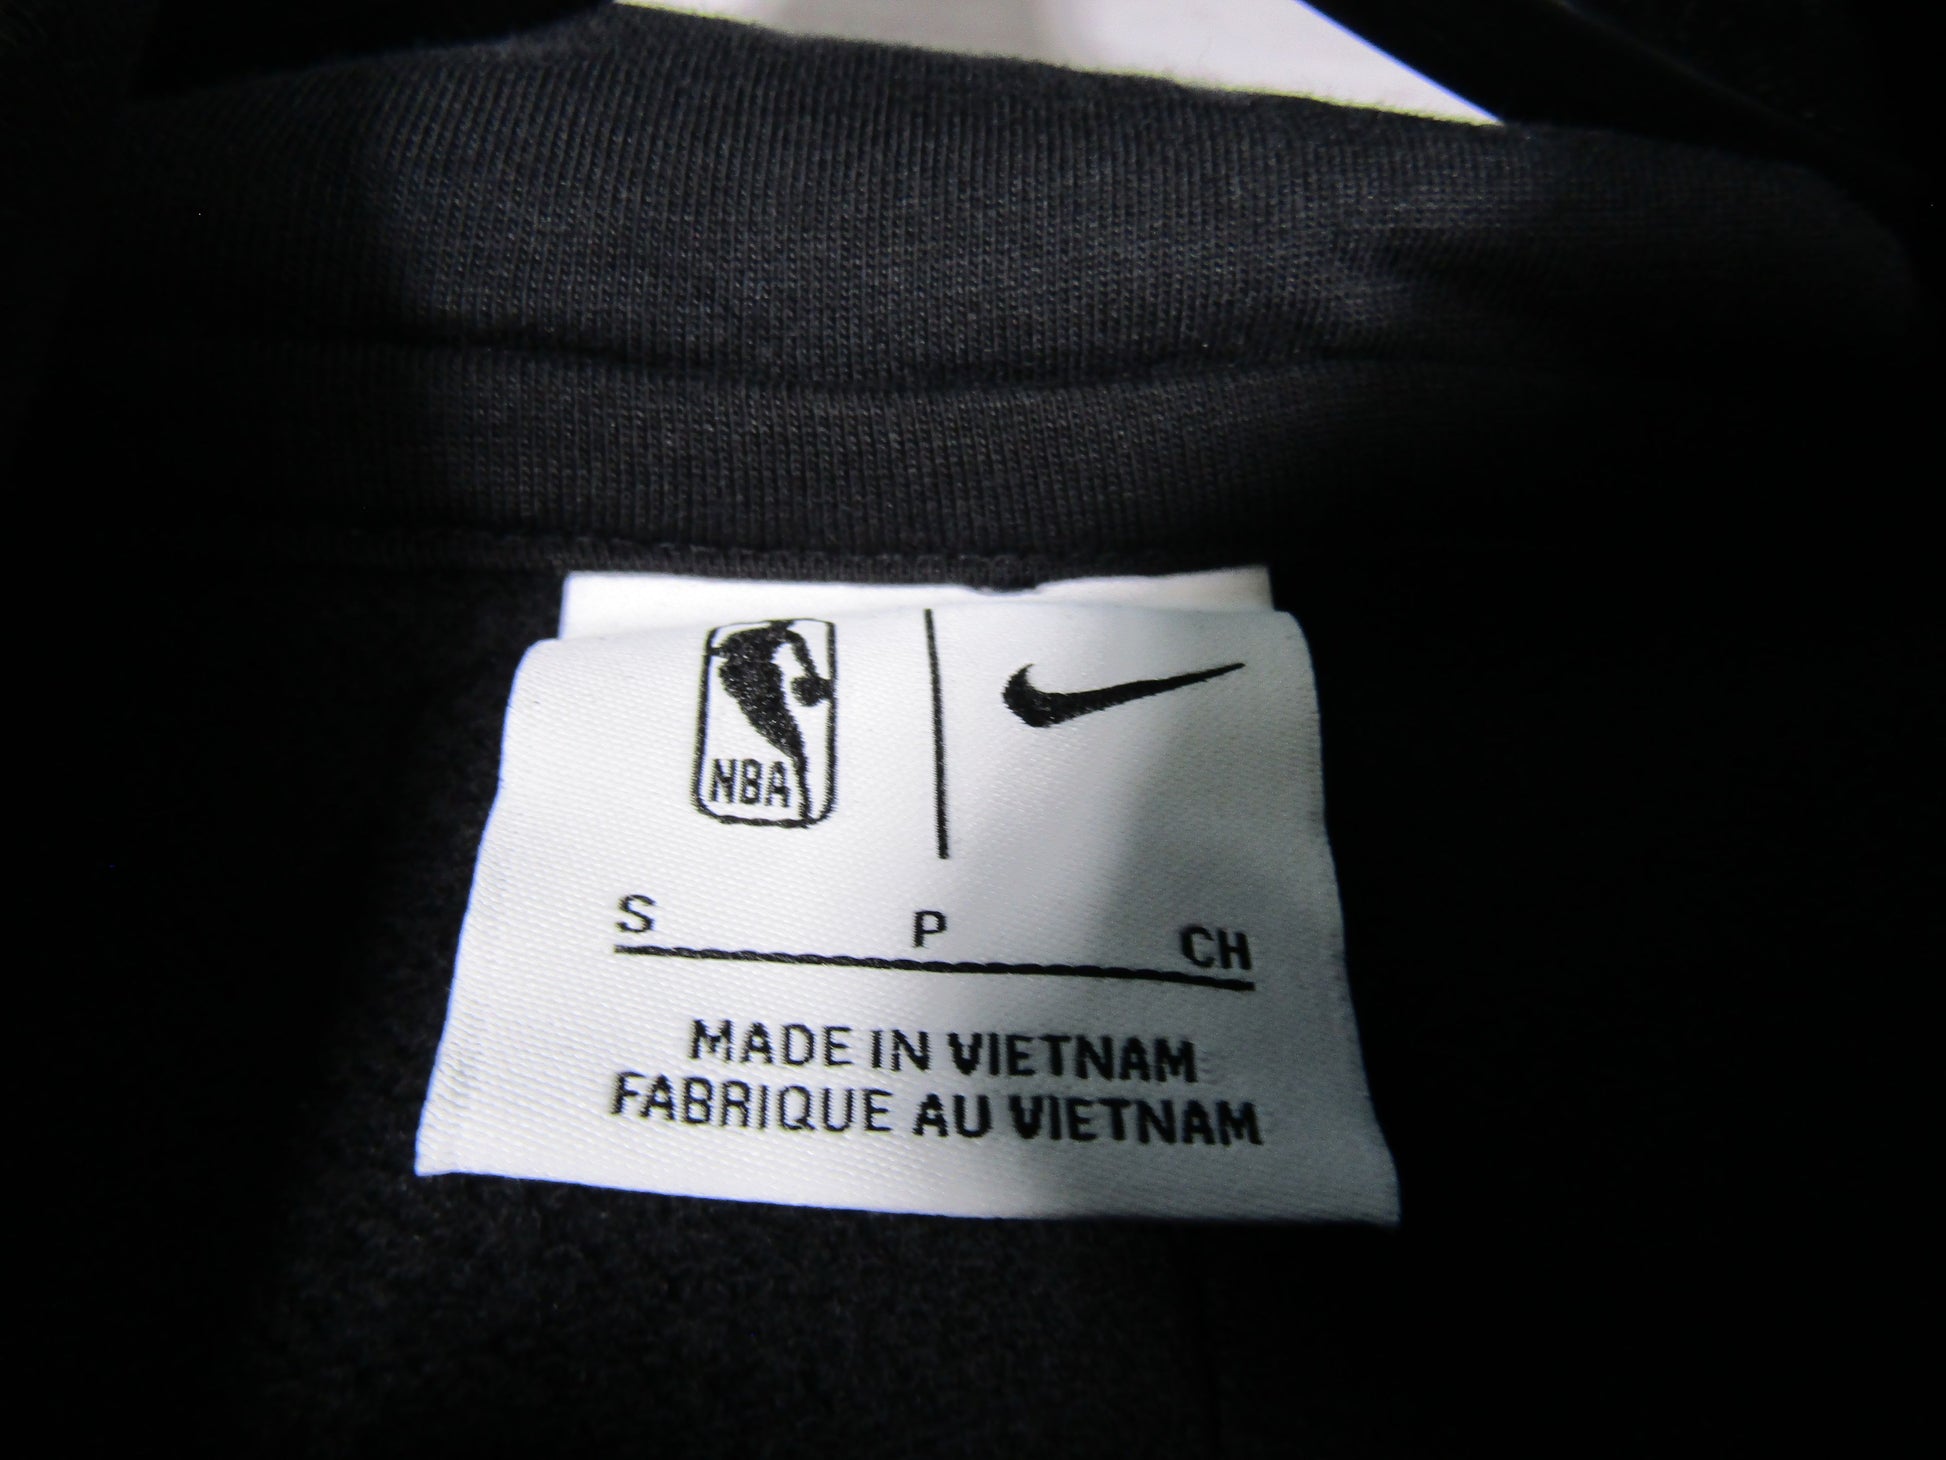 NBA
S P CH
MADE IN VIETNAM
FABRIQUE AU VIETNAM